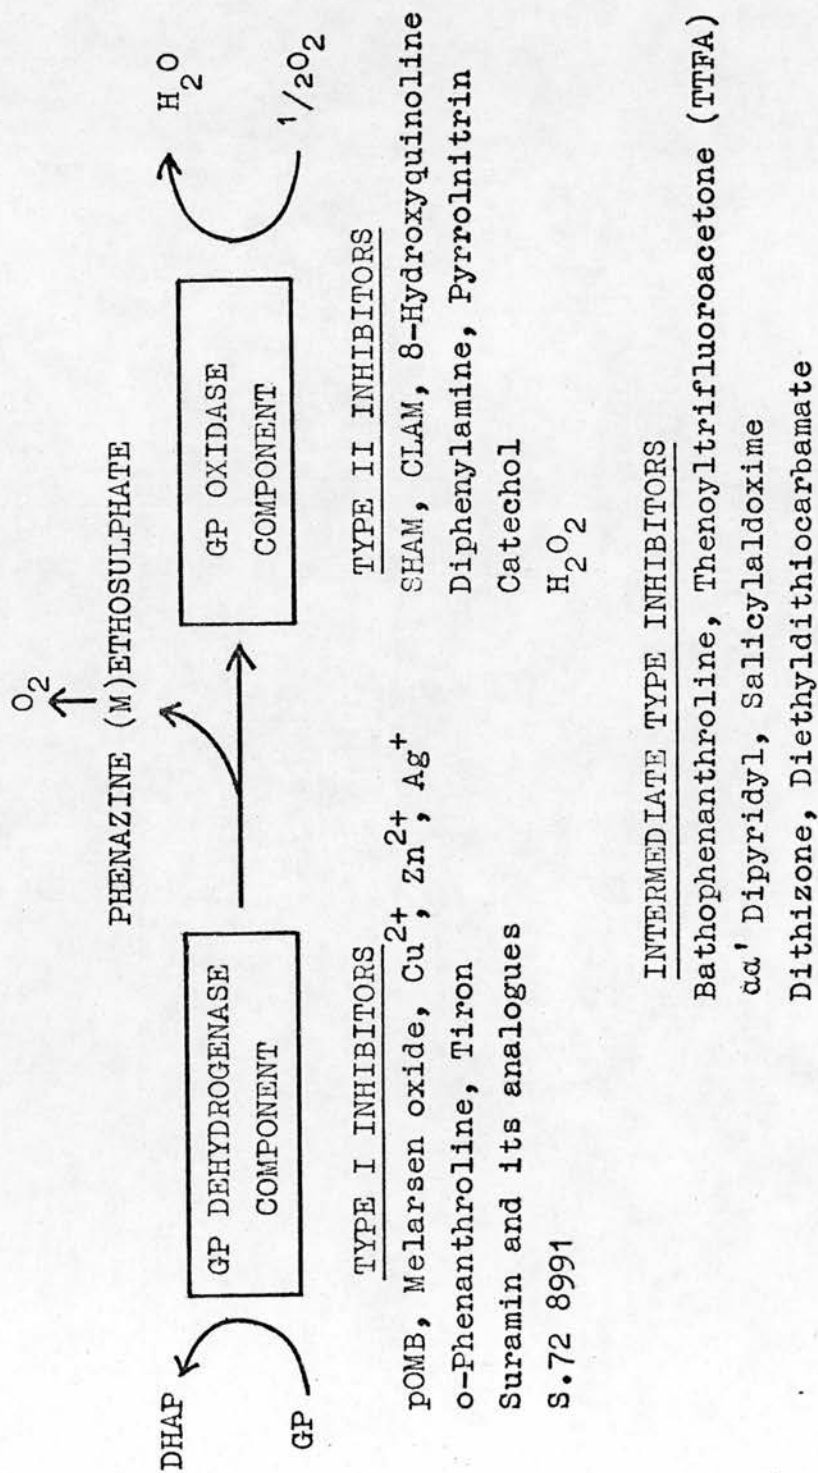 O2
PHENAZINE (M)ETHOSULPHATE
DHAP
GP
GP DEHYDROGENASE
COMPONENT
GP OXIDASE
COMPONENT
H2O
1/2O2
TYPE I INHIBITORS
pOMB, Melarsen oxide, Cu2+, Zn2+, Ag+
o-Phenanthroline, Tiron
Suramin and its analogues
S.72 8991
TYPE II INHIBITORS
SHAM, CLAM, 8-Hydroxyquinoline
Diphenylamine, Pyrrolnitrin
Catechol
H2O2
INTERMEDIATE TYPE INHIBITORS
Bathophenanthroline, Thenoyltrifluoroacetone (TTFA)
αα' Dipyridyl, Salicylaldoxime
Dithizone, Diethyldithiocarbamate